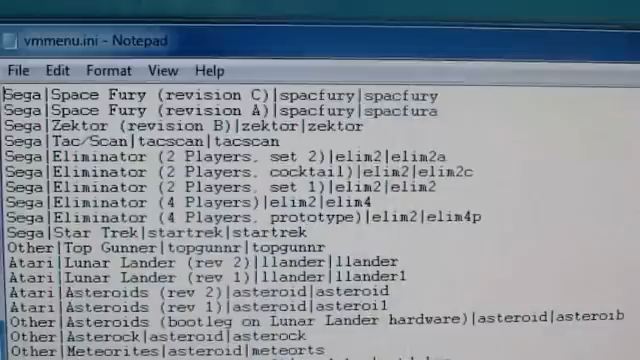 vmmenu.ini - Notepad
File Edit Format View Help
Sega|Space Fury (revision C)|spacfury|spacfury
Sega|Space Fury (revision A)|spacfury|spacfura
Sega|Zektor (revision B)|zektor|zektor
Sega|Tac/Scan|tacscan|tacscan
Sega|Eliminator (2 Players, set 2)|elim2|elim2a
Sega|Eliminator (2 Players, cocktail)|elim2|elim2c
Sega|Eliminator (2 Players, set 1)|elim2|elim2
Sega|Eliminator (4 Players)|elim2|elim4
Sega|Eliminator (4 Players, prototype)|elim2|elim4p
Sega|Star Trek|startrek|startrek
Other|Top Gunner|topgunnr|topgunnr
Atari|Lunar Lander (rev 2)|llander|llander
Atari|Lunar Lander (rev 1)|llander|llander1
Atari|Asteroids (rev 2)|asteroid|asteroid
Atari|Asteroids (rev 1)|asteroid|asteroi1
Other|Asteroids (bootleg on Lunar Lander hardware)|asteroid|asteroib
Other|Asterock|asteroid|asterock
Other|Meteorites|asteroid|meteorts